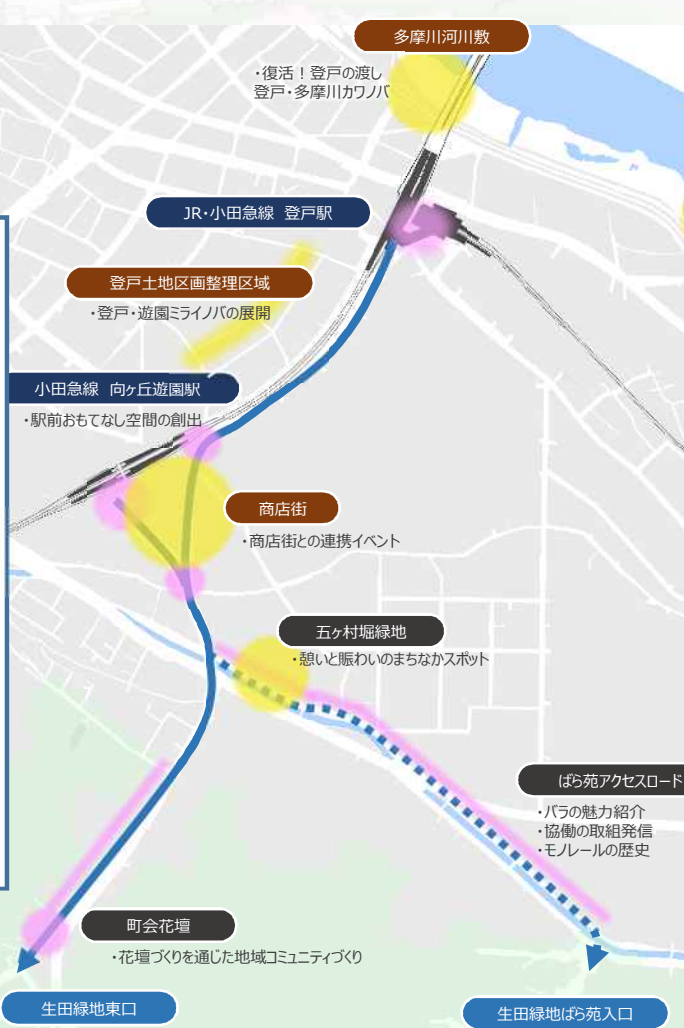 多摩川河川敷
・復活！登戸の渡し
登戸・多摩川カワノバ
JR・小田急線 登戸駅
登戸土地区画整理区域
・登戸・遊園ミライノバの展開
小田急線 向ヶ丘遊園駅
・駅前おもてなし空間の創出
商店街
・商店街との連携イベント
五ヶ村堀緑地
・憩いと賑わいのまちなかスポット
ばら苑アクセスロード
・バラの魅力紹介
・協働の取組発信
・モノレールの歴史
町会花壇
・花壇づくりを通じた地域コミュニティづくり
生田緑地東口
生田緑地ばら苑入口